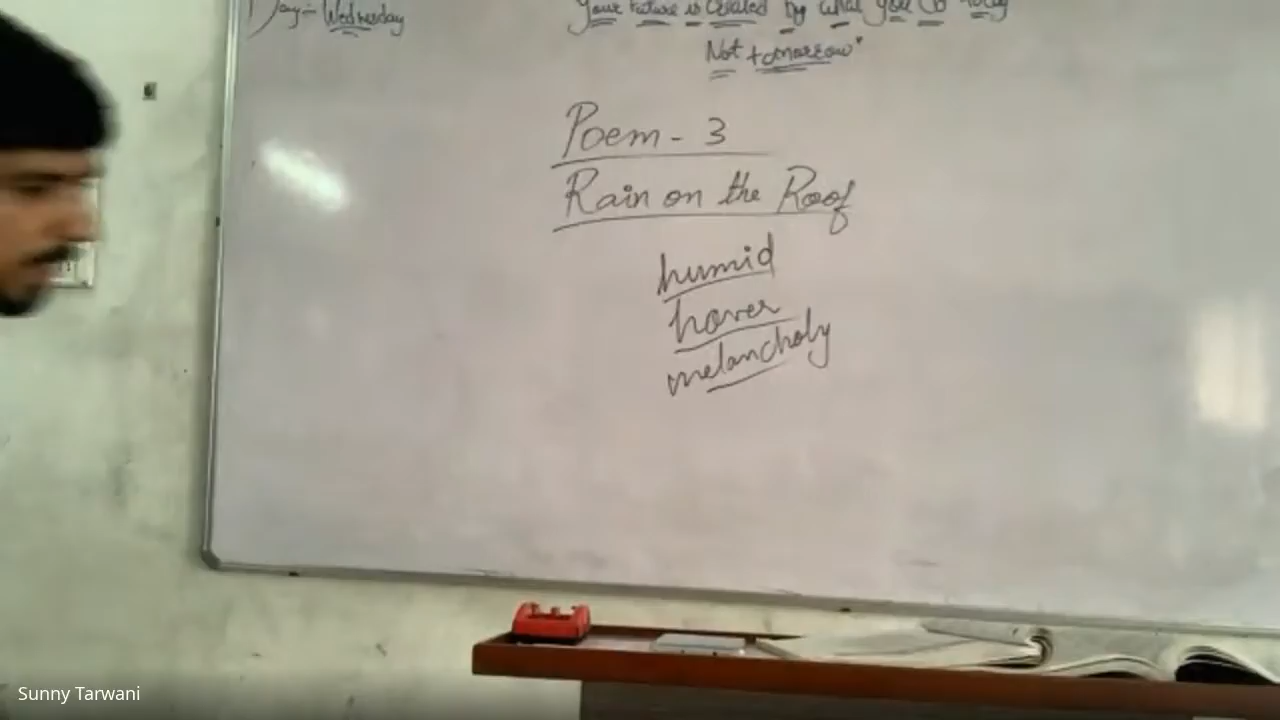 Day:- Wednesday
Your Future is Created by what you Do Today
Not tomorrow"
Poem - 3
Rain on the Roof
humid
hover
melancholy
Sunny Tarwani